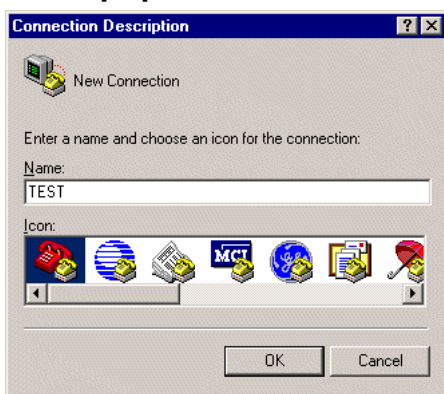 Connection Description
New Connection
Enter a name and choose an icon for the connection:
Name:
TEST
Icon:
MCI
OK
Cancel